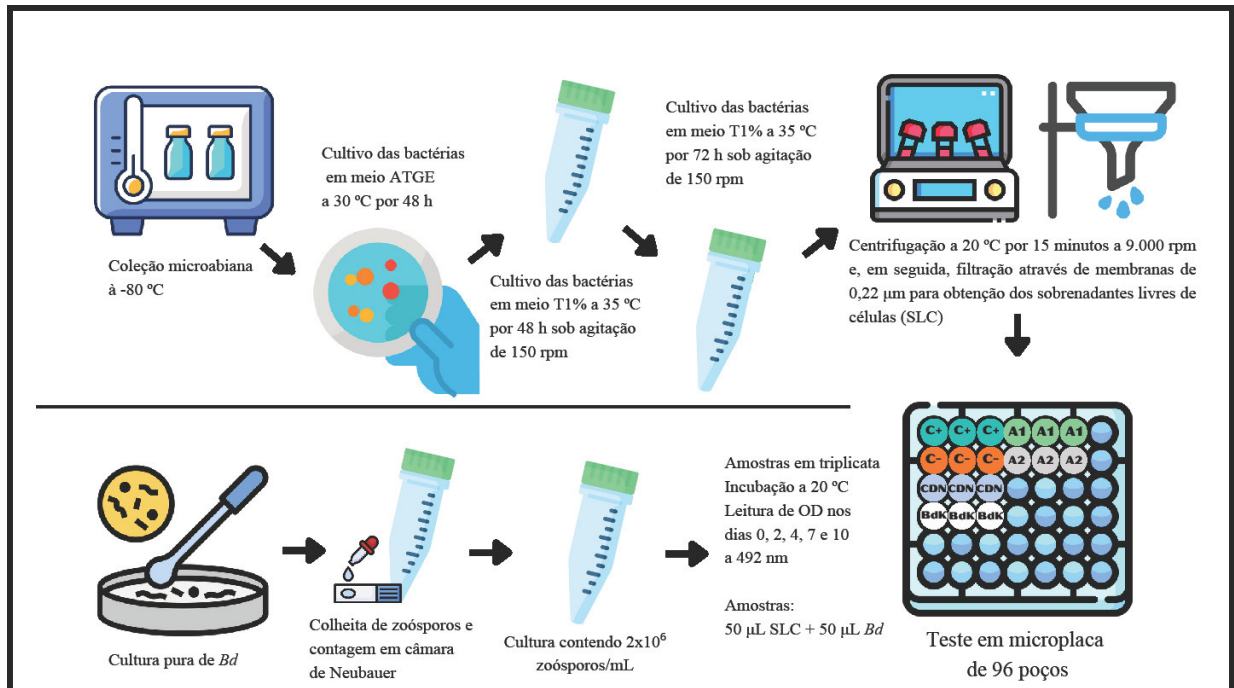 Coleção microabiana
à -80 ºC
Cultivo das bactérias
em meio ATGE
a 30 ºC por 48 h
Cultivo das bactérias
em meio T1% a 35 ºC
por 48 h sob agitação
de 150 rpm
Cultivo das bactérias
em meio T1% a 35 ºC
por 72 h sob agitação
de 150 rpm
Centrifugação a 20 ºC por 15 minutos a 9.000 rpm
e, em seguida, filtração através de membranas de
0,22 µm para obtenção dos sobrenadantes livres de
células (SLC)
Cultura pura de Bd
Colheita de zoósporos e
contagem em câmara
de Neubauer
Cultura contendo 2x10⁶
zoósporos/mL
Amostras em triplicata
Incubação a 20 ºC
Leitura de OD nos
dias 0, 2, 4, 7 e 10
a 492 nm
Amostras:
50 µL SLC + 50 µL Bd
C+ C+ C+ A1 A1 A1
C- C- C- A2 A2 A2
CDN CDN CDN
BdK BdK BdK
Teste em microplaca
de 96 poços